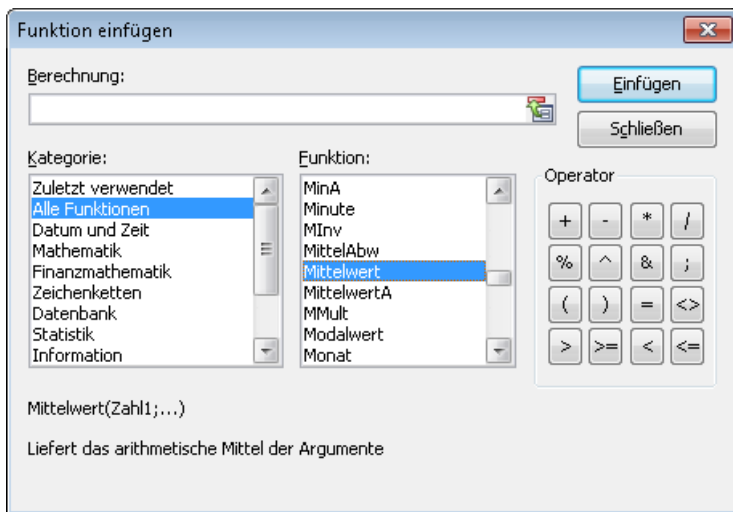 Funktion einfügen
Berechnung:
Einfügen
Schließen
Kategorie:
Zuletzt verwendet
Alle Funktionen
Datum und Zeit
Mathematik
Finanzmathematik
Zeichenketten
Datenbank
Statistik
Information
Funktion:
MinA
Minute
MInv
MittelAbw
Mittelwert
MittelwertA
MMult
Modalwert
Monat
Operator
+ - * /
% ^ & ;
( ) = <>
> >= < <=
Mittelwert(Zahl1;...)
Liefert das arithmetische Mittel der Argumente